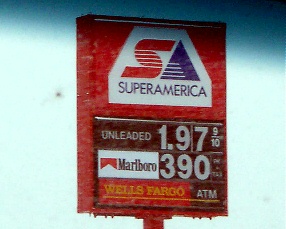 SA
SUPERAMERICA
UNLEADED 1.97 9/10
Marlboro 390
WELLS FARGO ATM